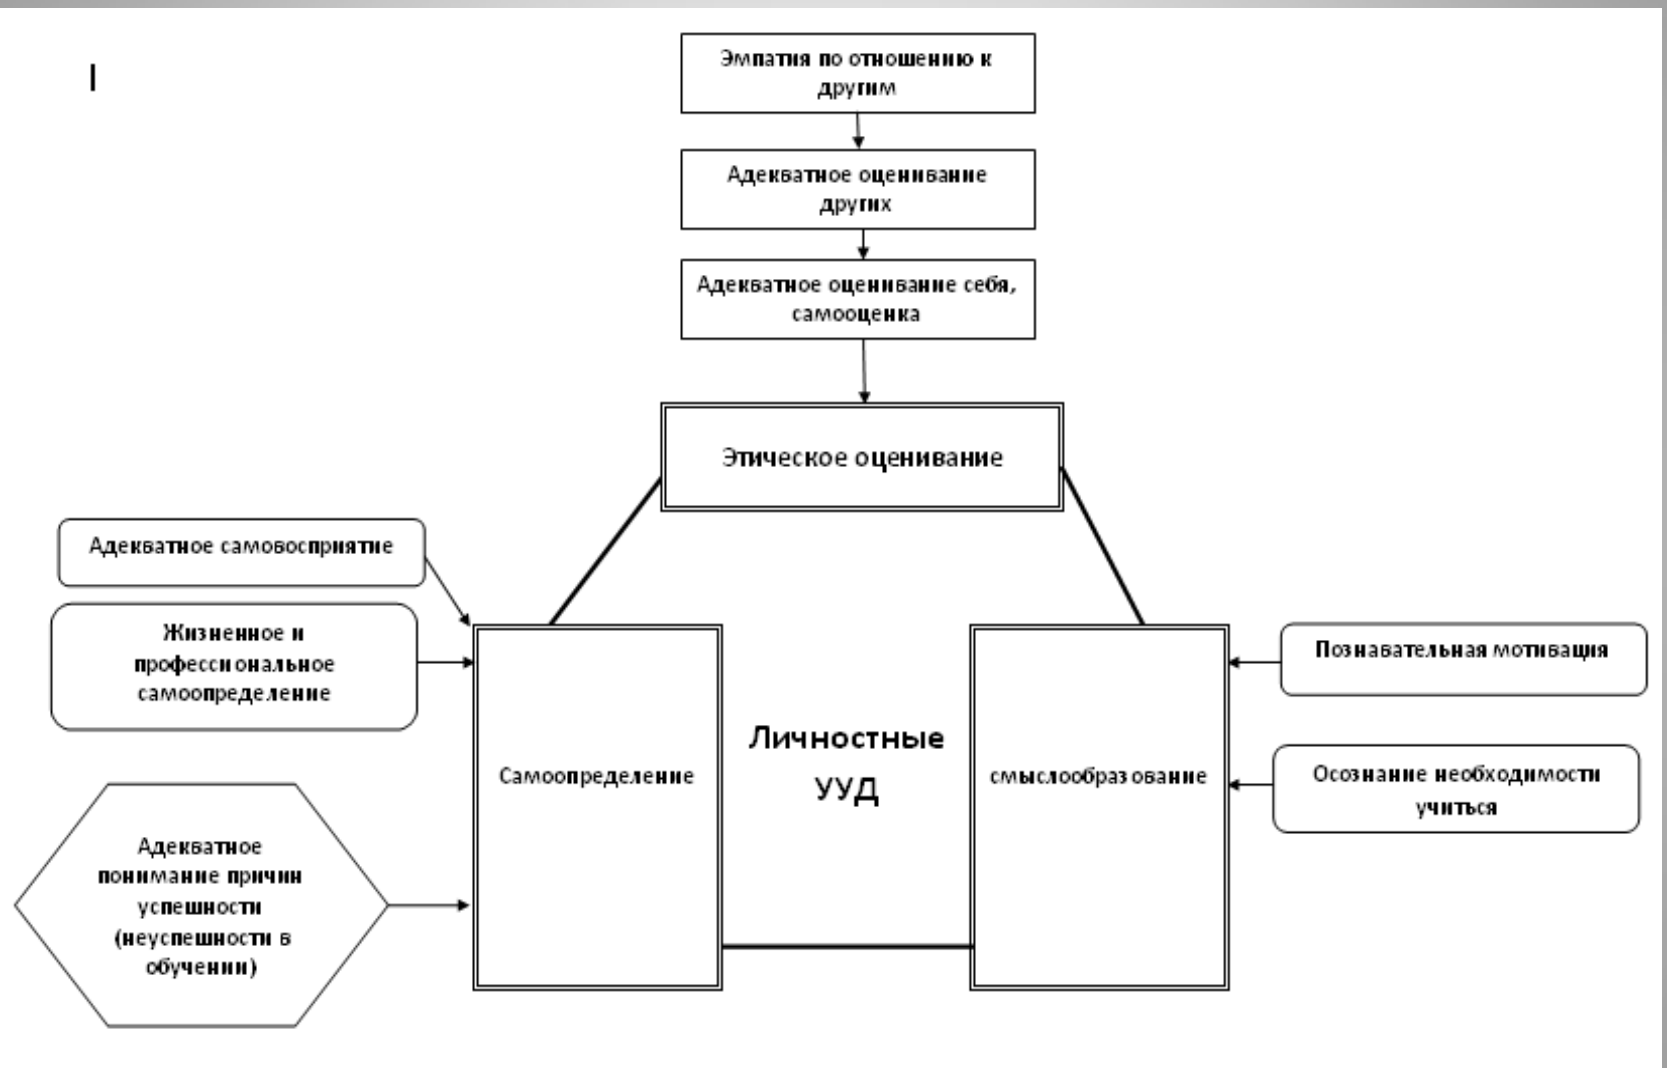 I
Эмпатия по отношению к
другим
Адекватное оценивание
других
Адекватное оценивание себя,
самооценка
Этическое оценивание
Адекватное самовосприятие
Жизненное и
профессиональное
самоопределение
Адекватное
понимание причин
успешности
(неуспешности в
обучении)
Самоопределение
Личностные
УУД
смыслообразование
Познавательная мотивация
Осознание необходимости
учиться